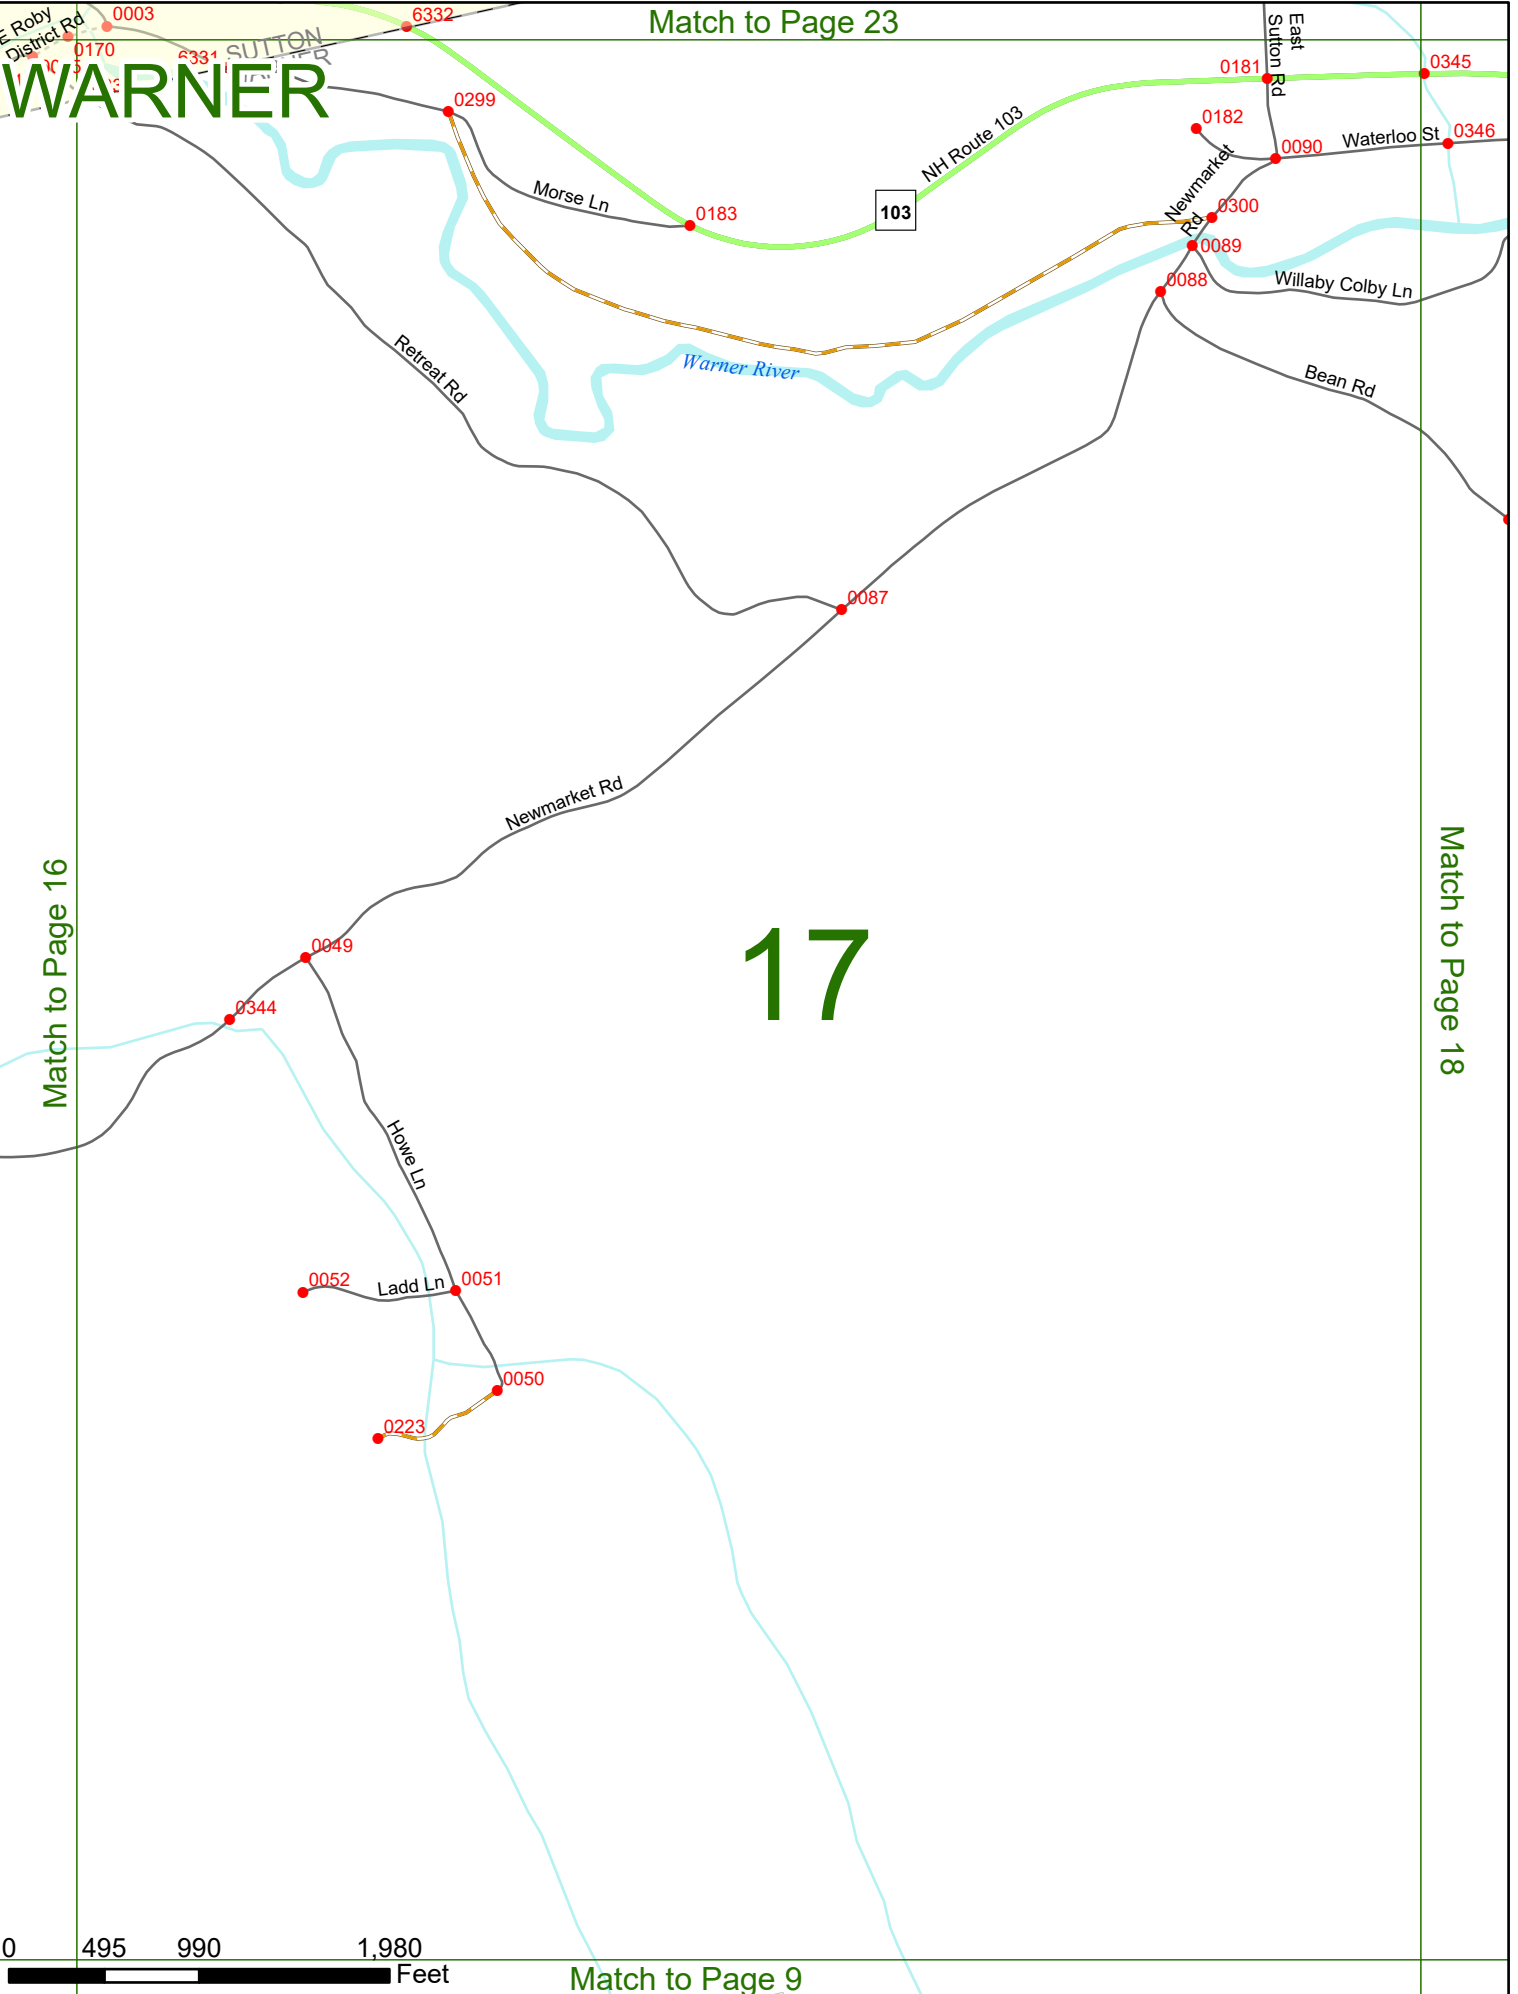 Match to Page 23
E Roby
District Rd
0003
0170
6331
SUTTON
6332
WARNER
East
Sutton Rd
0181
0345
0299
0182
NH Route 103
103
Waterloo St
0346
0090
Morse Ln
0183
Newmarket
Rd
0300
0089
0088
Willaby Colby Ln
Retreat Rd
Warner River
Bean Rd
0087
Newmarket Rd
Match to Page 16
Match to Page 18
17
0049
0344
Howe Ln
0052
Ladd Ln
0051
0050
0223
0
495
990
1,980
Feet
Match to Page 9